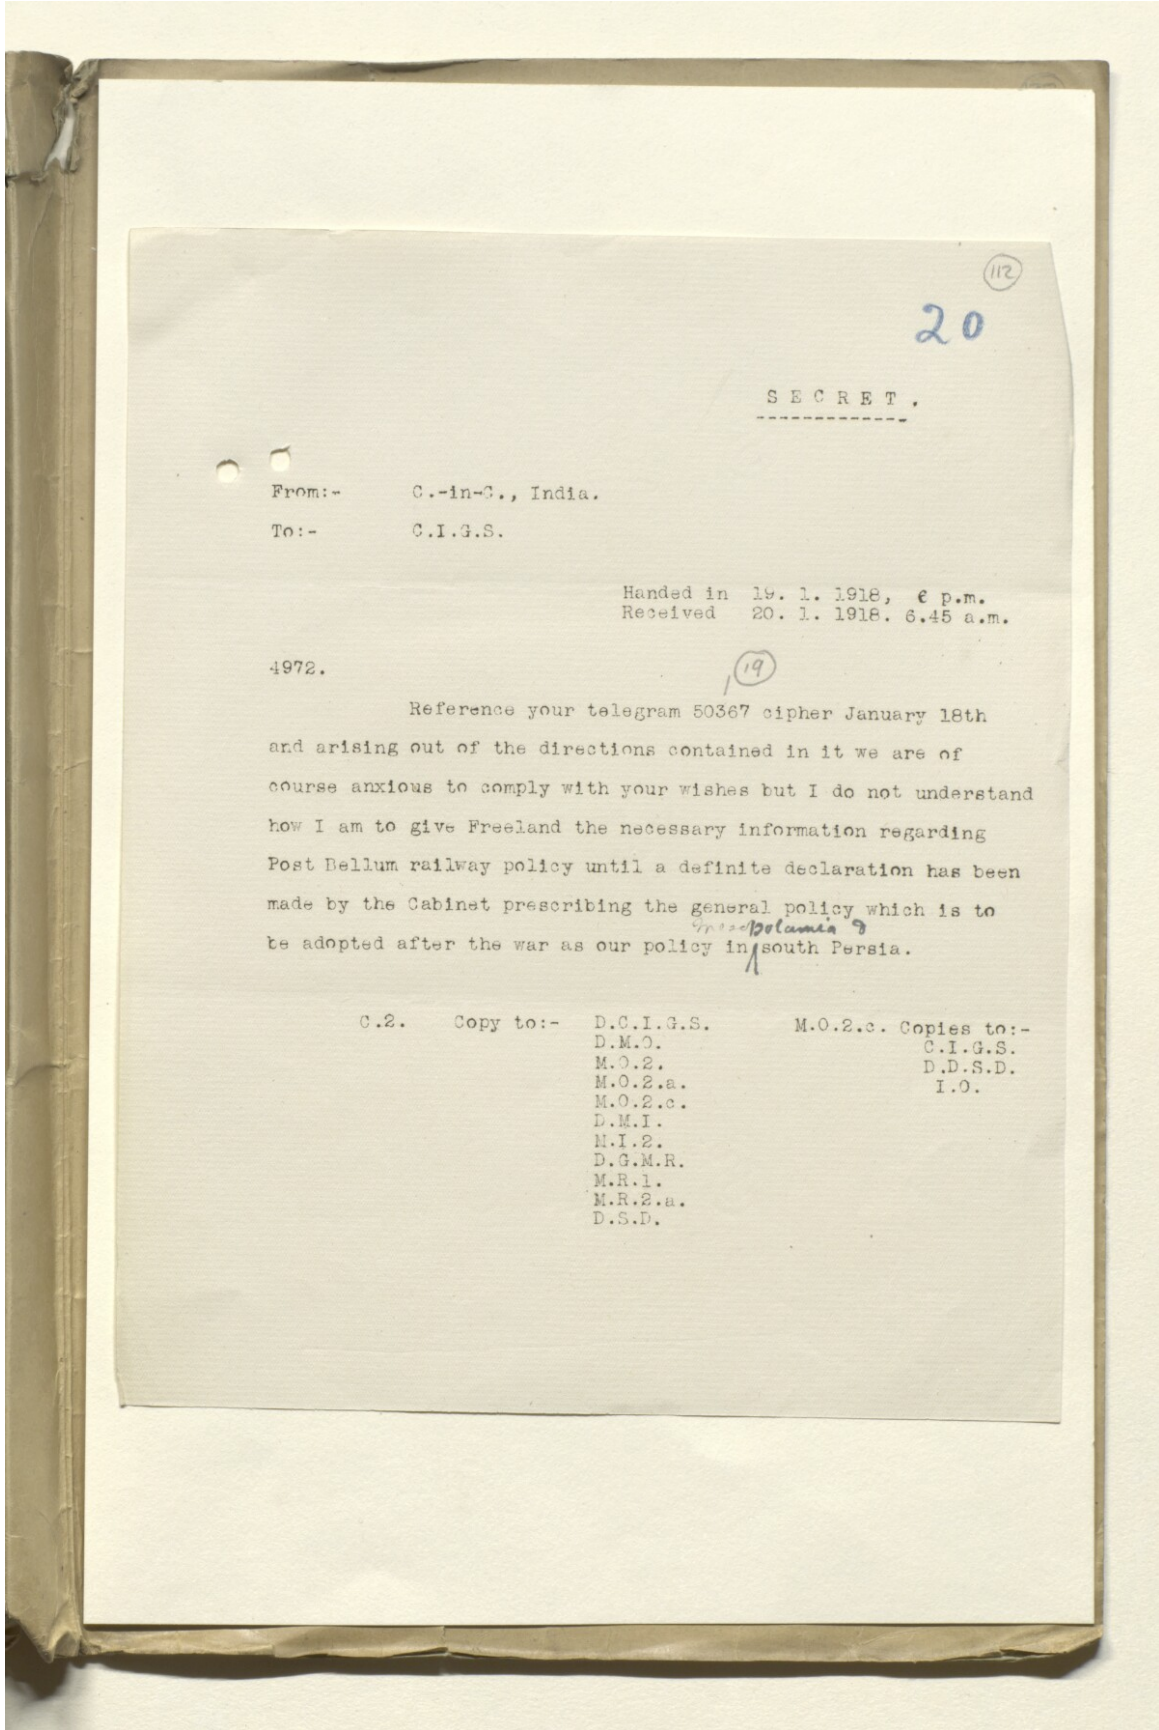 112
20
SECRET.
From:- C.-in-C., India.
To:- C.I.G.S.
Handed in 19. 1. 1918, p.m.
Received 20. 1. 1918. 6.45 a.m.
19
4972.
Reference your telegram 50367 cipher January 18th
and arising out of the directions contained in it we are of
course anxious to comply with your wishes but I do not understand
how I am to give Freeland the necessary information regarding
Post Bellum railway policy until a definite declaration has been
made by the Cabinet prescribing the general policy which is to
Mesopotamia &
be adopted after the war as our policy in south Persia.
C.2. Copy to:- D.C.I.G.S. M.O.2.c. Copies to:-
D.M.O. C.I.G.S.
M.O.2. D.D.S.D.
M.O.2.a. I.O.
M.O.2.c.
D.M.I.
M.I.2.
D.G.M.R.
M.R.1.
M.R.2.a.
D.S.D.